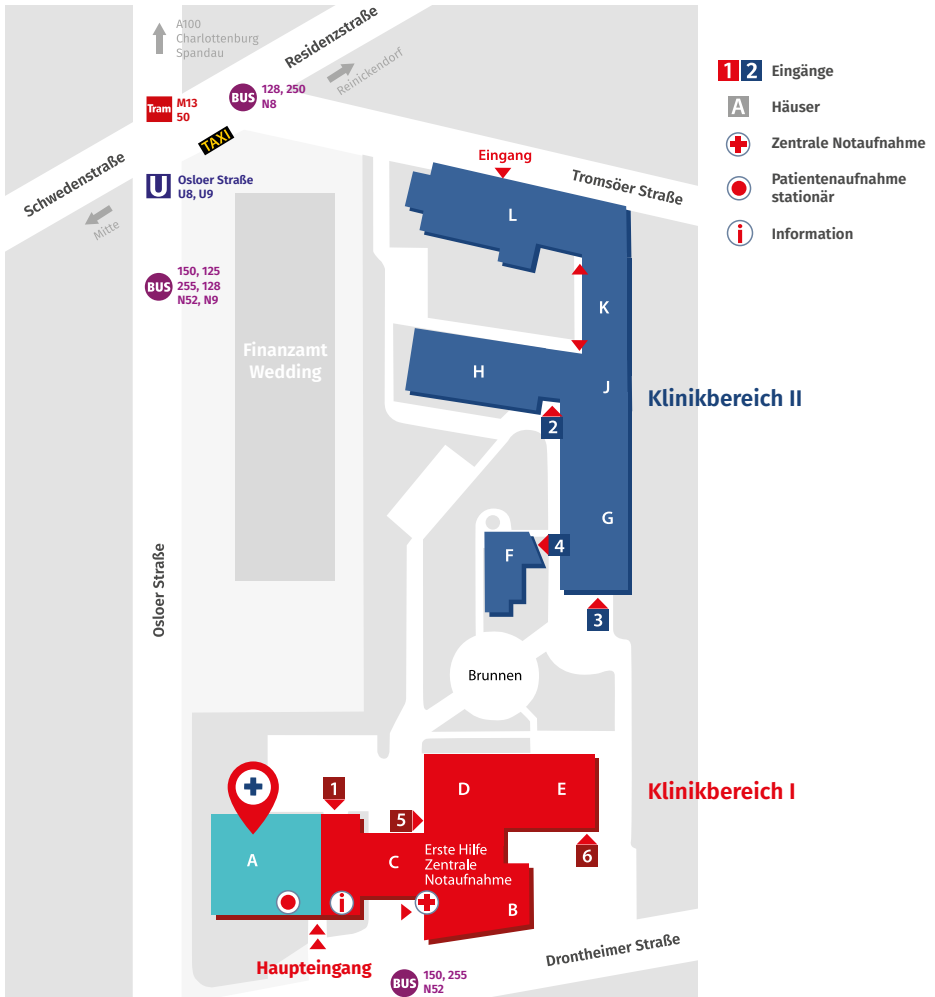 A100
Charlottenburg
Spandau
Residenzstraße
Reinickendorf
Tram
M13
50
BUS
128, 250
N8
TAXI
Schwedenstraße
Mitte
U
Osloer Straße
U8, U9
BUS
150, 125
255, 128
N52, N9
Finanzamt
Wedding
Osloer Straße
Eingang
Tromsöer Straße
L
K
H
J
2
G
F
4
3
Brunnen
Klinikbereich II
1 2 Eingänge
A Häuser
Zentrale Notaufnahme
Patientenaufnahme
stationär
i Information
Klinikbereich I
1
5
D
E
6
A
C
Erste Hilfe
Zentrale
Notaufnahme
B
i
Haupteingang
Drontheimer Straße
BUS
150, 255
N52